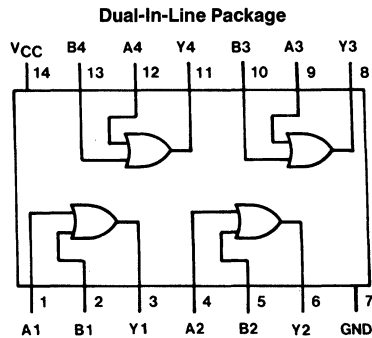 Dual-In-Line Package
VCC B4 A4 Y4 B3 A3 Y3
14 13 12 11 10 9 8
1 2 3 4 5 6 7
A1 B1 Y1 A2 B2 Y2 GND